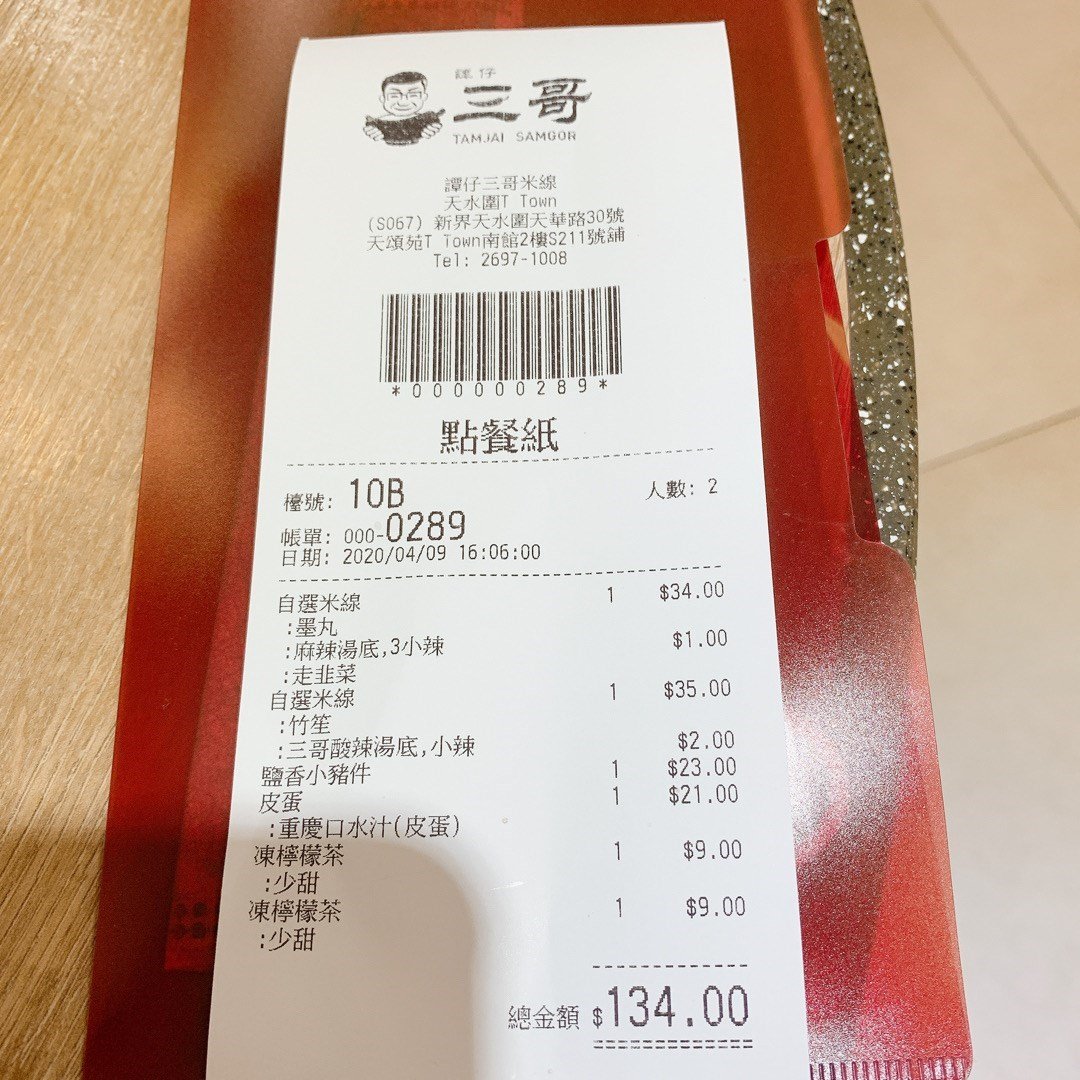 譚仔
三哥
TAMJAI SAMGOR
譚仔三哥米線
天水圍T Town
(S067) 新界天水圍天華路30號
天頌苑T Town南館2樓S211號舖
Tel: 2697-1008
*000000289*
點餐紙
檯號: 10B 人數: 2
帳單: 000-0289
日期: 2020/04/09 16:06:00
自選米線 1 $34.00
:墨丸
:麻辣湯底,3小辣 $1.00
:走韭菜
自選米線 1 $35.00
:竹笙
:三哥酸辣湯底,小辣 $2.00
鹽香小豬件 1 $23.00
皮蛋 1 $21.00
:重慶口水汁(皮蛋)
凍檸檬茶 1 $9.00
:少甜
凍檸檬茶 1 $9.00
:少甜
總金額 $134.00